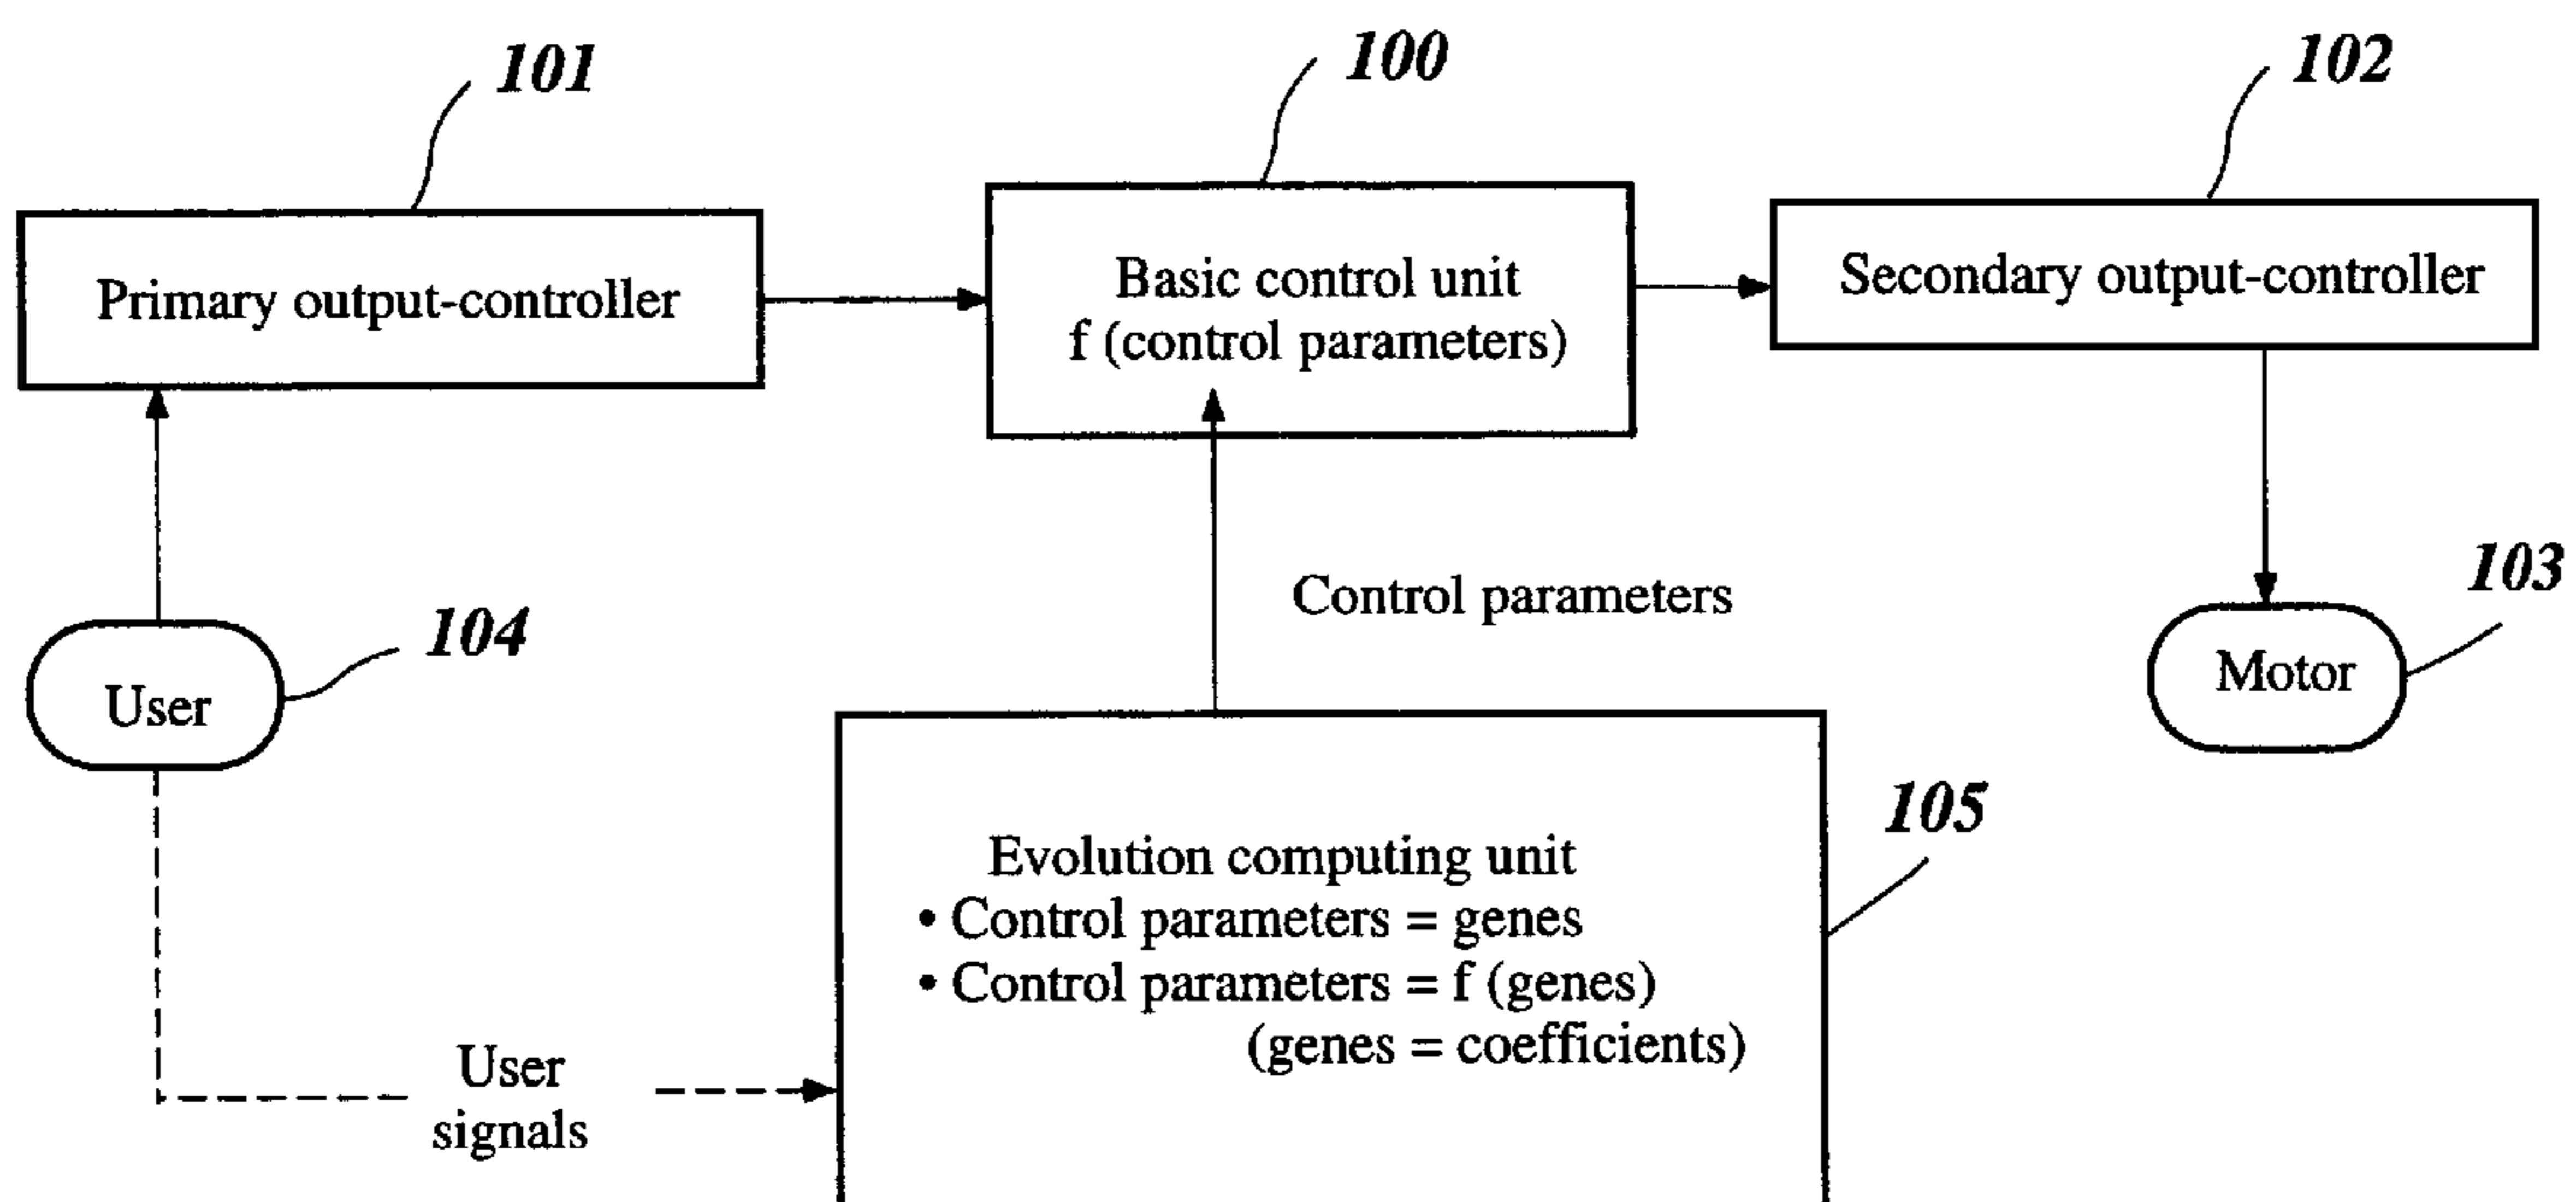 101
100
102
Primary output-controller
Basic control unit
f (control parameters)
Secondary output-controller
Control parameters
103
104
User
Motor
105
Evolution computing unit
• Control parameters = genes
• Control parameters = f (genes)
(genes = coefficients)
User
signals